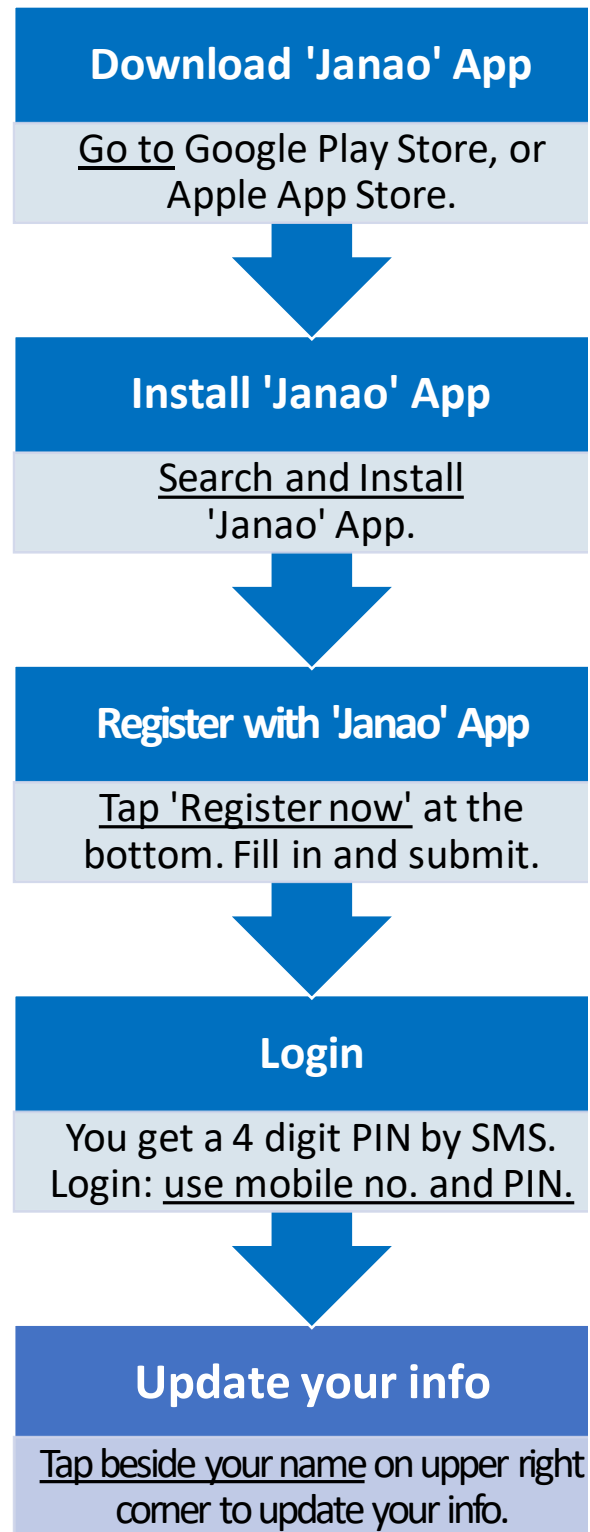 Download 'Janao' App
Go to Google Play Store, or
Apple App Store.
Install 'Janao' App
Search and Install
'Janao' App.
Register with 'Janao' App
Tap 'Register now' at the
bottom. Fill in and submit.
Login
You get a 4 digit PIN by SMS.
Login: use mobile no. and PIN.
Update your info
Tap beside your name on upper right
corner to update your info.